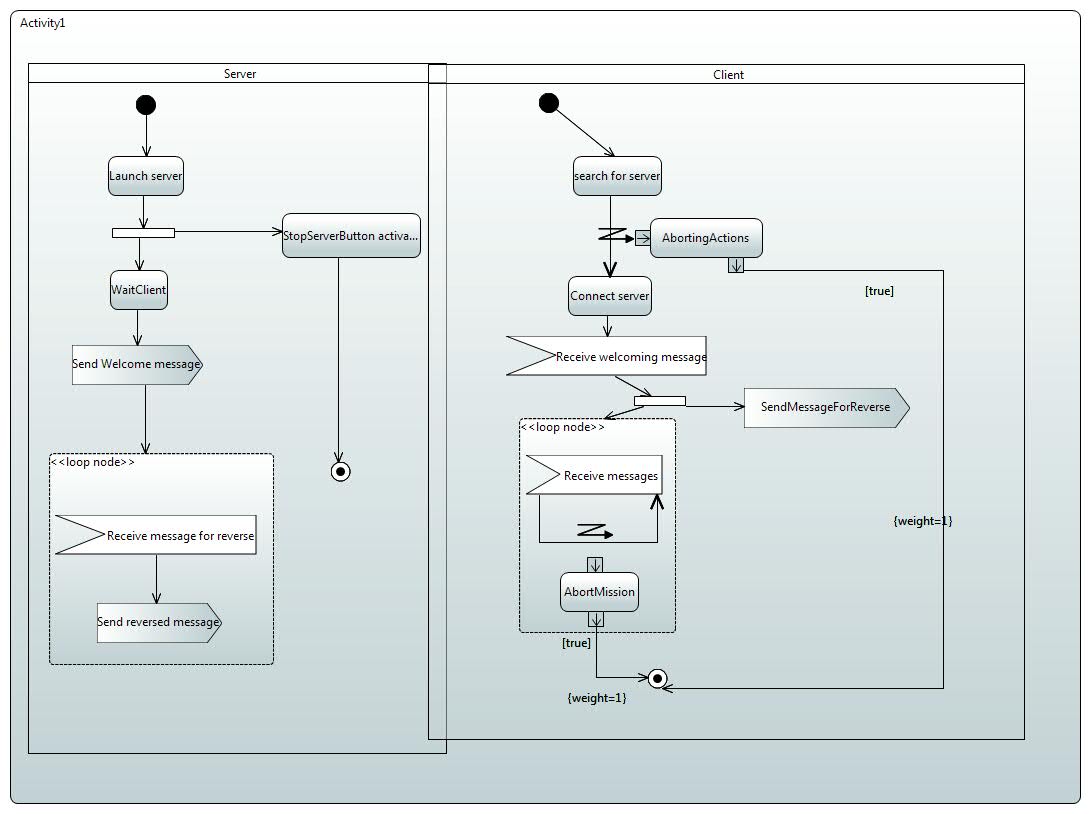 Activity1
Server
Client
Launch server
search for server
StopServerButton activa...
AbortingActions
WaitClient
Connect server
[true]
Send Welcome message
Receive welcoming message
SendMessageForReverse
<<loop node>>
<<loop node>>
Receive messages
Receive message for reverse
{weight=1}
AbortMission
Send reversed message
[true]
{weight=1}